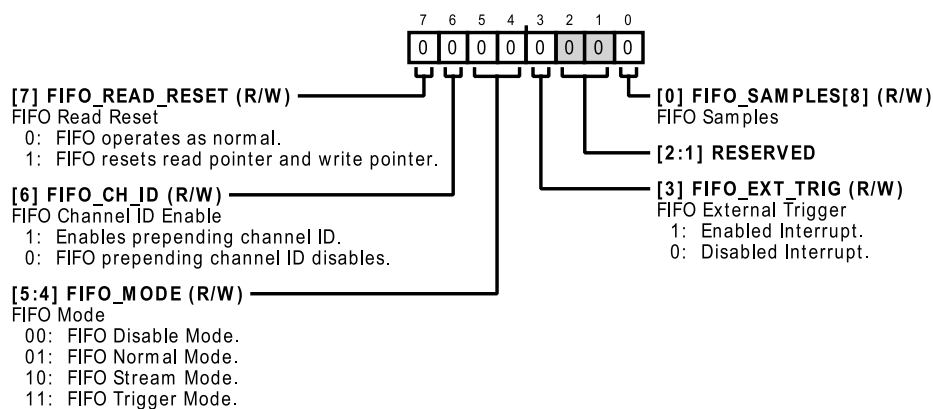 7 6 5 4 3 2 1 0
0 0 0 0 0 0 0 0
[7] FIFO_READ_RESET (R/W)
FIFO Read Reset
0: FIFO operates as normal.
1: FIFO resets read pointer and write pointer.
[6] FIFO_CH_ID (R/W)
FIFO Channel ID Enable
1: Enables prepending channel ID.
0: FIFO prepending channel ID disables.
[5:4] FIFO_MODE (R/W)
FIFO Mode
00: FIFO Disable Mode.
01: FIFO Normal Mode.
10: FIFO Stream Mode.
11: FIFO Trigger Mode.
[0] FIFO_SAMPLES[8] (R/W)
FIFO Samples
[2:1] RESERVED
[3] FIFO_EXT_TRIG (R/W)
FIFO External Trigger
1: Enabled Interrupt.
0: Disabled Interrupt.